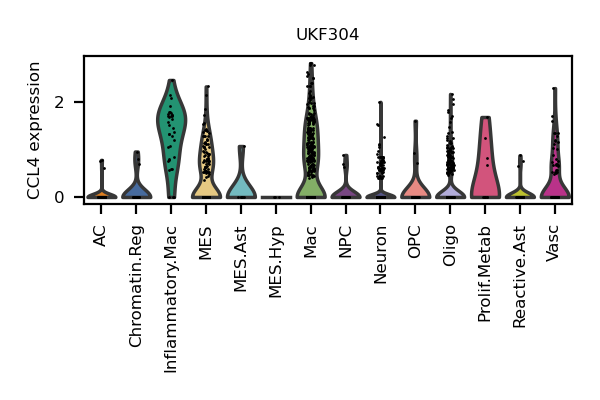 UKF304
CCL4 expression
2
0
AC
Chromatin.Reg
Inflammatory.Mac
MES
MES.Ast
MES.Hyp
Mac
NPC
Neuron
OPC
Oligo
Prolif.Metab
Reactive.Ast
Vasc